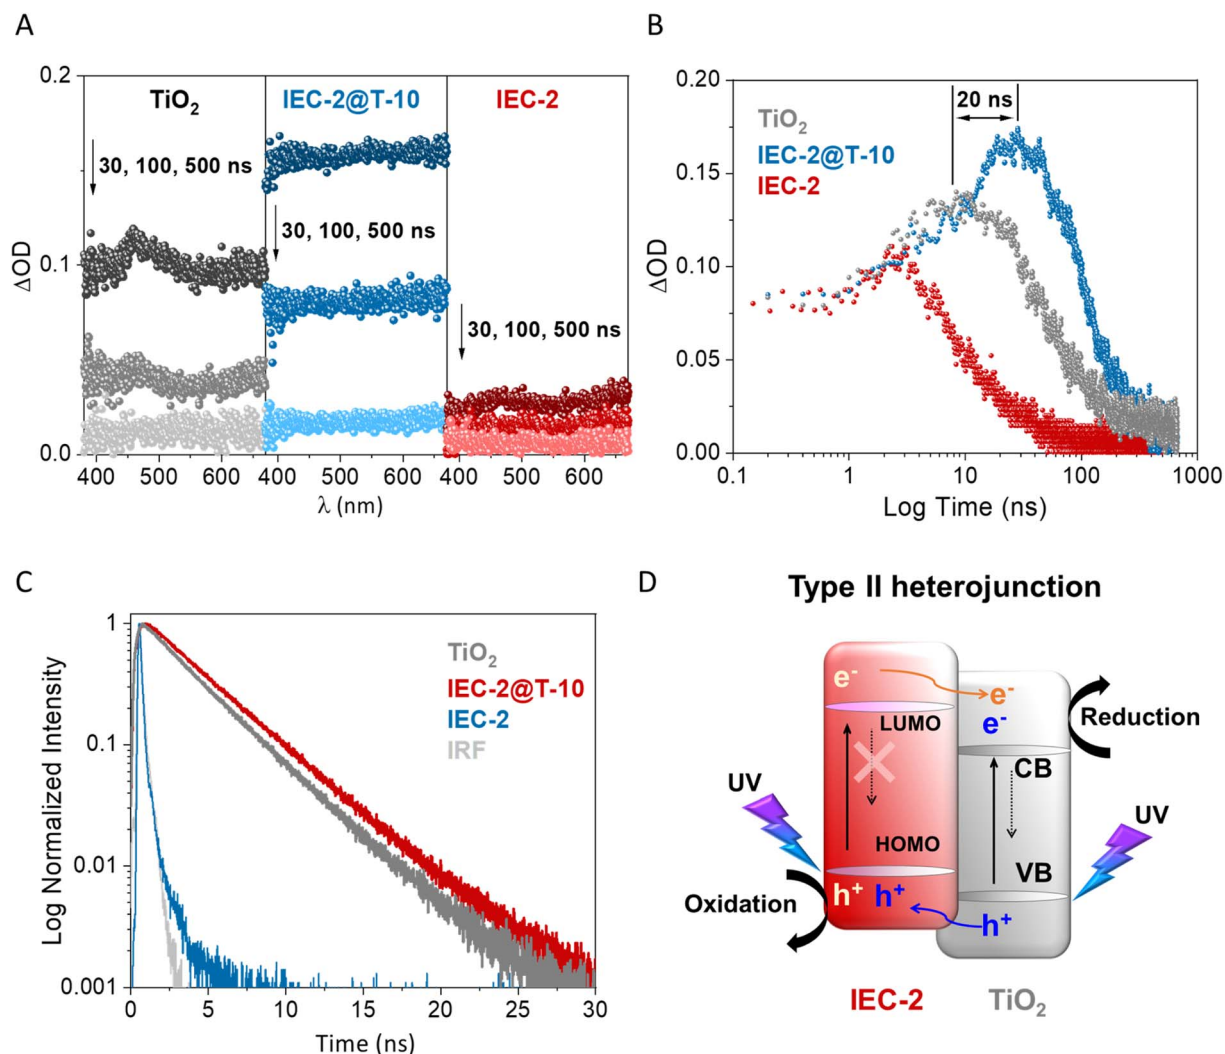 A
0.2
0.1
0.0
ΔOD
TiO₂
IEC-2@T-10
IEC-2
30, 100, 500 ns
30, 100, 500 ns
30, 100, 500 ns
400 500 600 400 500 600 400 500 600
λ (nm)
B
0.20
0.15
0.10
0.05
0.00
ΔOD
20 ns
TiO₂
IEC-2@T-10
IEC-2
0.1 1 10 100 1000
Log Time (ns)
C
1
0.1
0.01
0.001
Log Normalized Intensity
TiO₂
IEC-2@T-10
IEC-2
IRF
0 5 10 15 20 25 30
Time (ns)
D
Type II heterojunction
e⁻
e⁻
e⁻
LUMO
Reduction
CB
UV
UV
HOMO
VB
h⁺ h⁺
Oxidation
h⁺
IEC-2
TiO₂